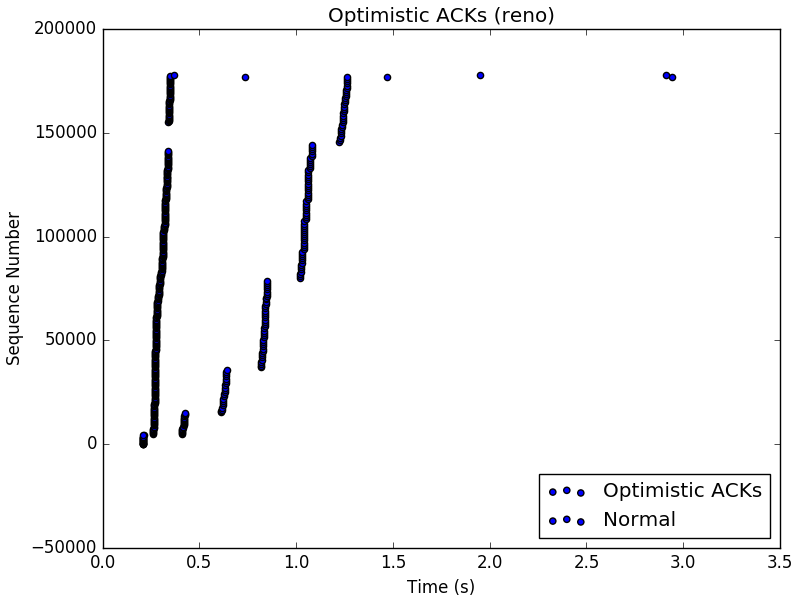 Optimistic ACKs (reno)
200000
150000
100000
50000
0
−50000
Sequence Number
0.0 0.5 1.0 1.5 2.0 2.5 3.0 3.5
Time (s)
Optimistic ACKs
Normal